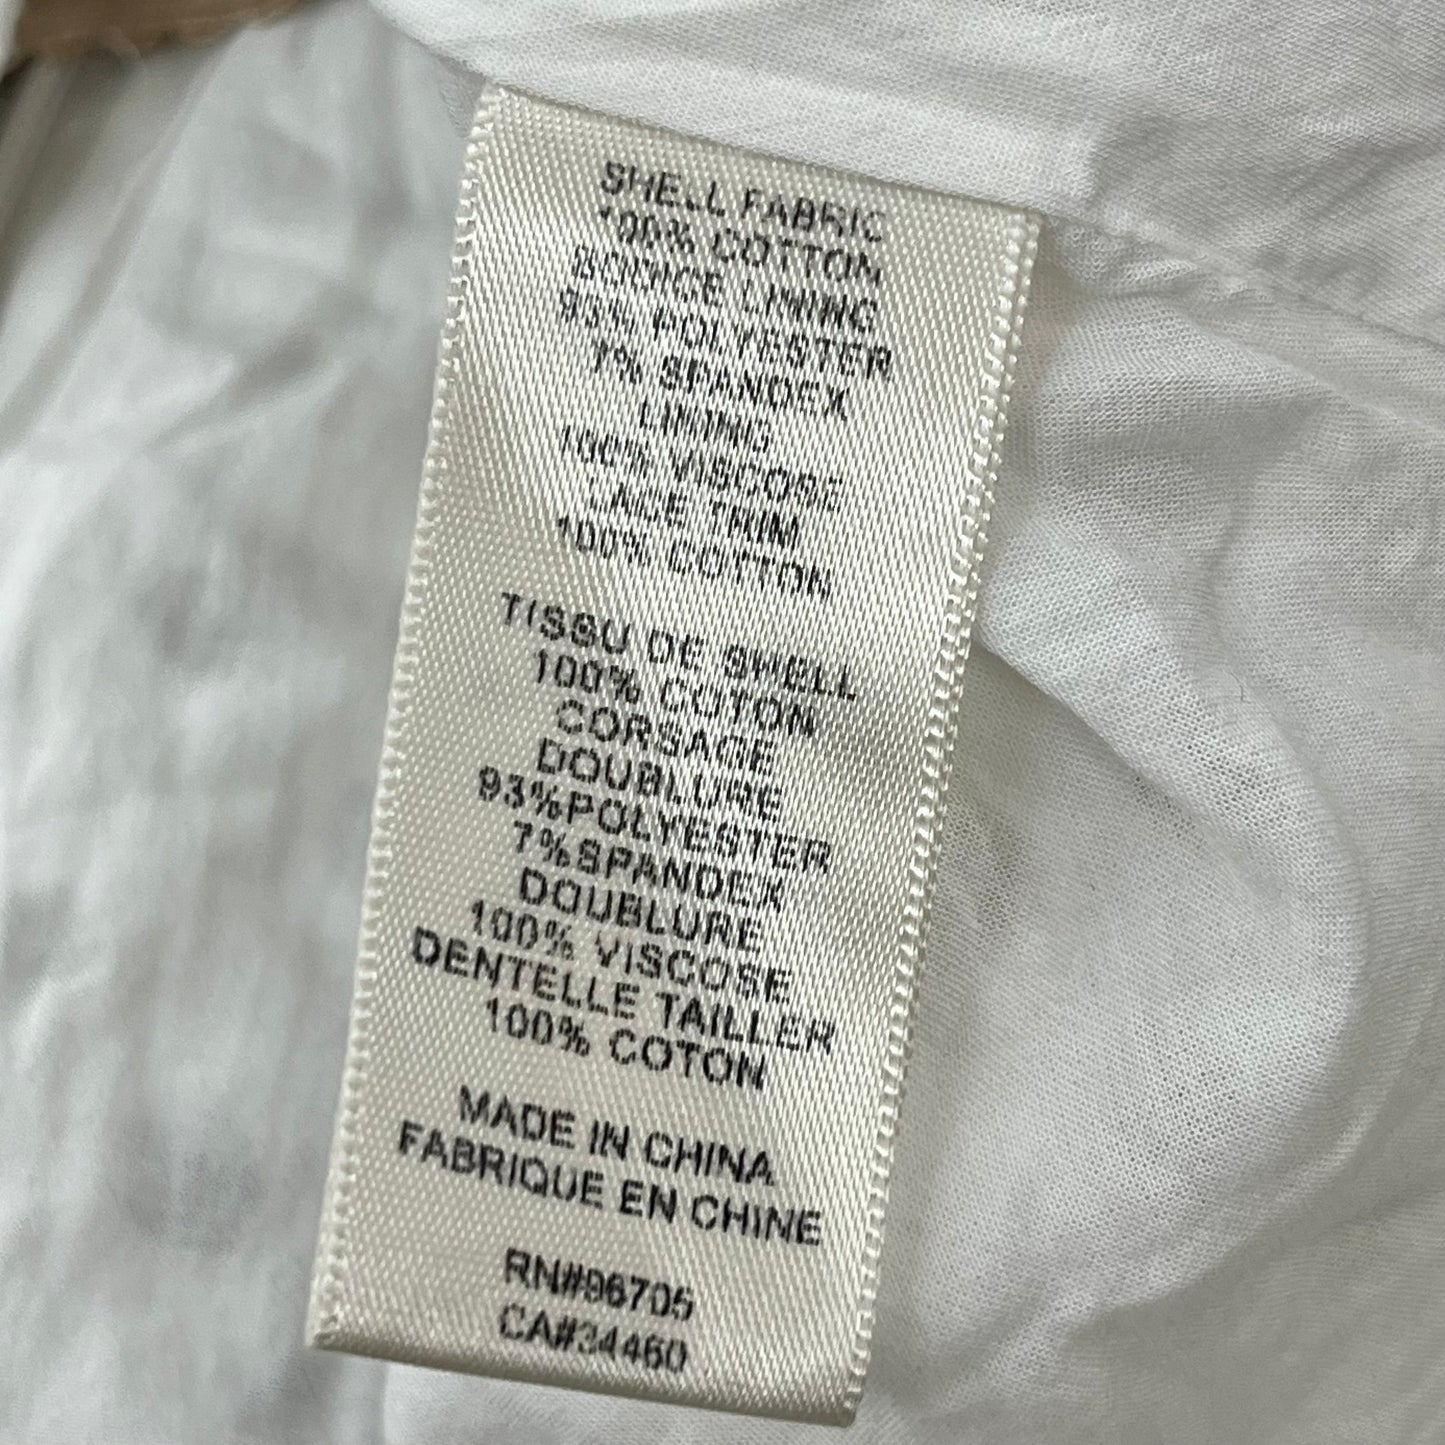 SHELL FABRIC
100% COTTON
BODICE LINING
93% POLYESTER
7% SPANDEX
LINING
100% VISCOSE
LACE TRIM
100% COTTON
TISSU DE SHELL
100% COTON
CORSAGE
DOUBLURE
93%POLYESTER
7%SPANDEX
DOUBLURE
100% VISCOSE
DENTELLE TAILLER
100% COTON
MADE IN CHINA
FABRIQUE EN CHINE
RN#96705
CA#34460